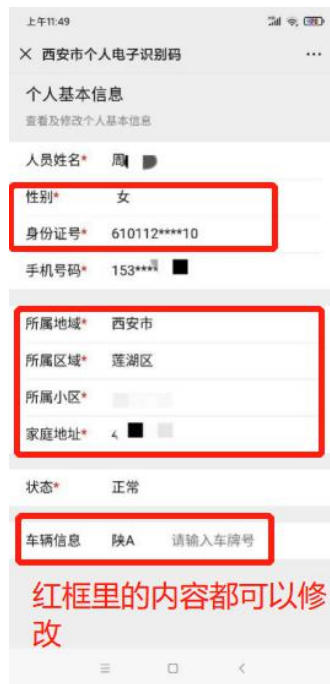 上午11:49
西安市个人电子识别码
个人基本信息
查看及修改个人基本信息
人员姓名* 周
性别* 女
身份证号* 610112****10
手机号码* 153***
所属地域* 西安市
所属区域* 莲湖区
所属小区*
家庭地址*
状态* 正常
车辆信息 陕A 请输入车牌号
红框里的内容都可以修
改